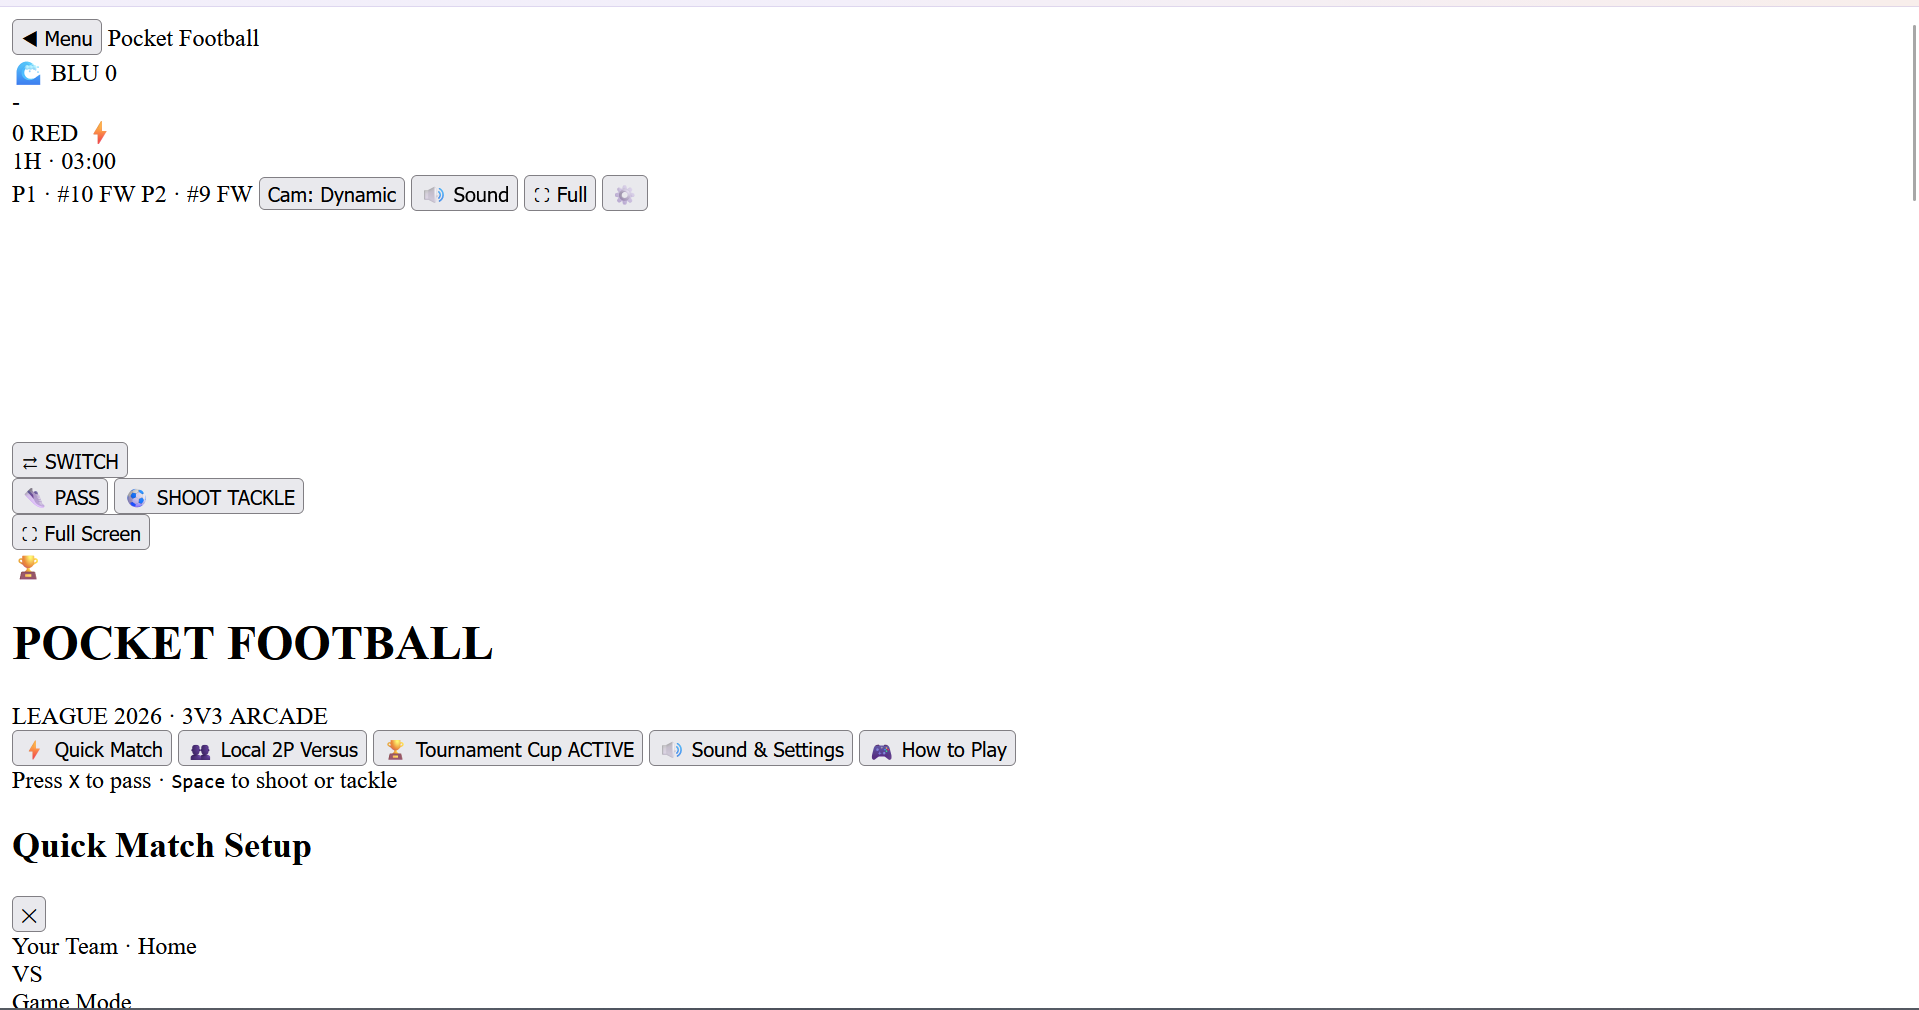 ◀ Menu Pocket Football
🌊 BLU 0
-
0 RED ⚡
1H · 03:00
P1 · #10 FW P2 · #9 FW Cam: Dynamic 🔊 Sound ⛶ Full ⚙️
⇄ SWITCH
👟 PASS ⚽ SHOOT TACKLE
⛶ Full Screen
🏆
POCKET FOOTBALL
LEAGUE 2026 · 3V3 ARCADE
⚡ Quick Match 👥 Local 2P Versus 🏆 Tournament Cup ACTIVE 🔊 Sound & Settings 🎮 How to Play
Press X to pass · Space to shoot or tackle
Quick Match Setup
✕
Your Team · Home
VS
Game Mode